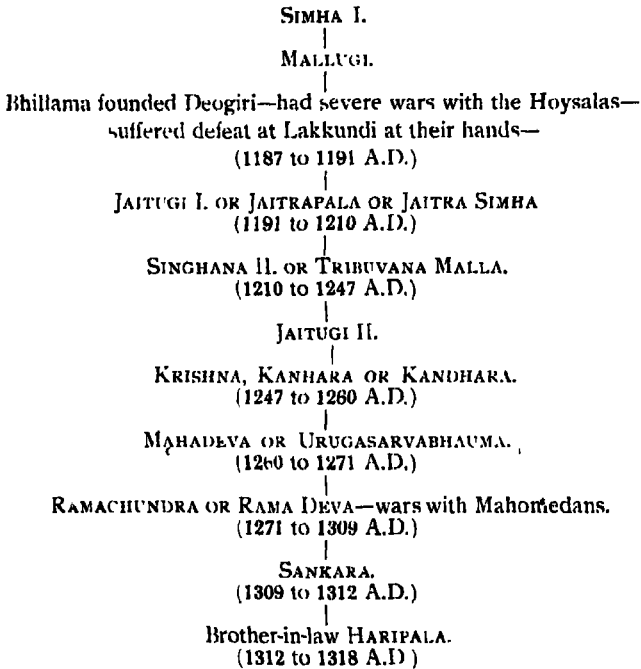 SIMHA I.
MALLUGI.
Bhillama founded Deogiri—had severe wars with the Hoysalas—
suffered defeat at Lakkundi at their hands—
(1187 to 1191 A.D.)
JAITUGI I. OR JAITRAPALA OR JAITRA SIMHA
(1191 to 1210 A.D.)
SINGHANA II. OR TRIBUVANA MALLA.
(1210 to 1247 A.D.)
JAITUGI II.
KRISHNA, KANHARA OR KANDHARA.
(1247 to 1260 A.D.)
MAHADEVA OR URUGASARVABHAUMA.
(1260 to 1271 A.D.)
RAMACHUNDRA OR RAMA DEVA—wars with Mahomedans.
(1271 to 1309 A.D.)
SANKARA.
(1309 to 1312 A.D.)
Brother-in-law HARIPALA.
(1312 to 1318 A.D)